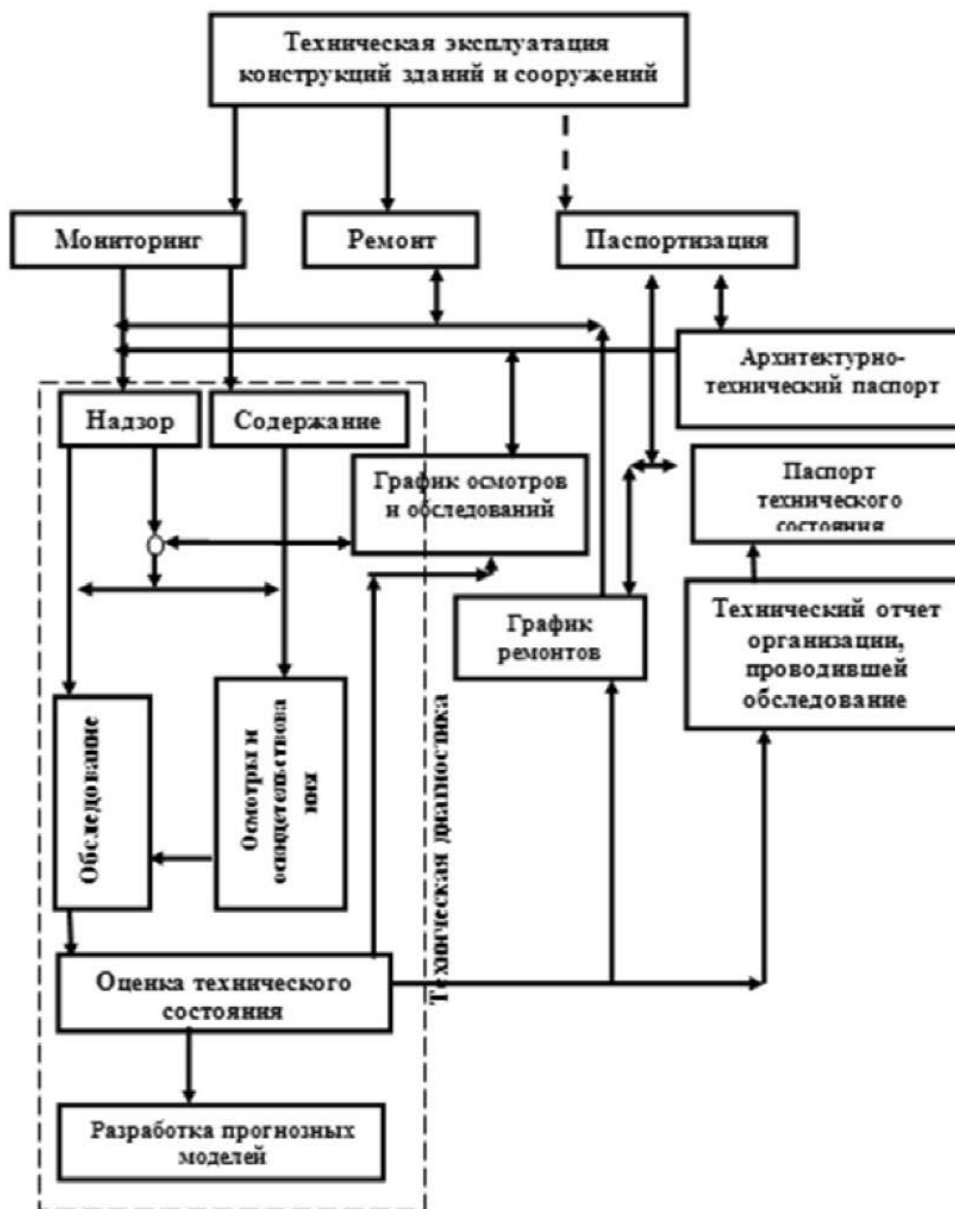 Техническая эксплуатация
конструкций зданий и сооружений
Мониторинг
Ремонт
Паспортизация
Архитектурно-
технический паспорт
Надзор
Содержание
График осмотров
и обследований
Паспорт
технического
состояния
График
ремонтов
Технический отчет
организации,
проводившей
обследование
Обследование
Осмотры и
освидетельствова
ния
Техническая диагностика
Оценка технического
состояния
Разработка прогнозных
моделей